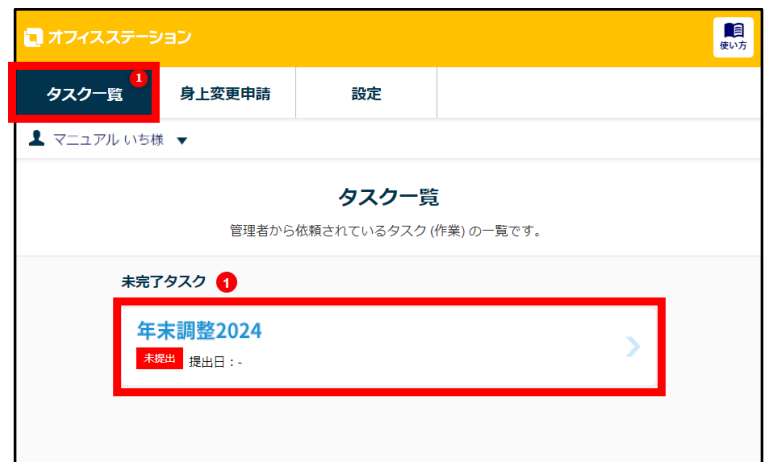 オフィスステーション
使い方
タスク一覧 1
身上変更申請
設定
マニュアル いち様 ▼
タスク一覧
管理者から依頼されているタスク (作業) の一覧です。
未完了タスク 1
年末調整2024
未提出 提出日：-